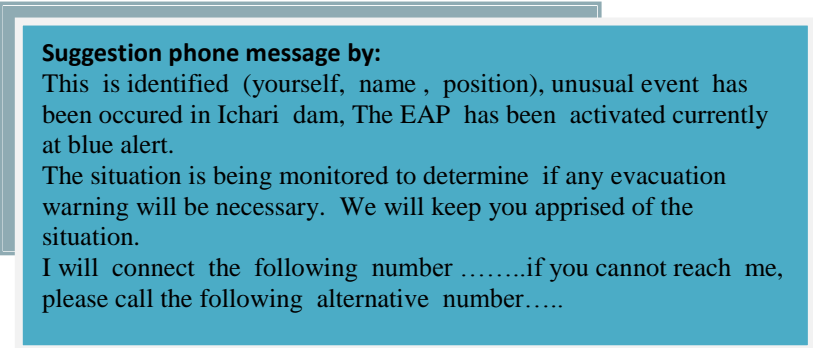 Suggestion phone message by:
This is identified (yourself, name , position), unusual event has
been occured in Ichari dam, The EAP has been activated currently
at blue alert.
The situation is being monitored to determine if any evacuation
warning will be necessary. We will keep you apprised of the
situation.
I will connect the following number ........if you cannot reach me,
please call the following alternative number.....